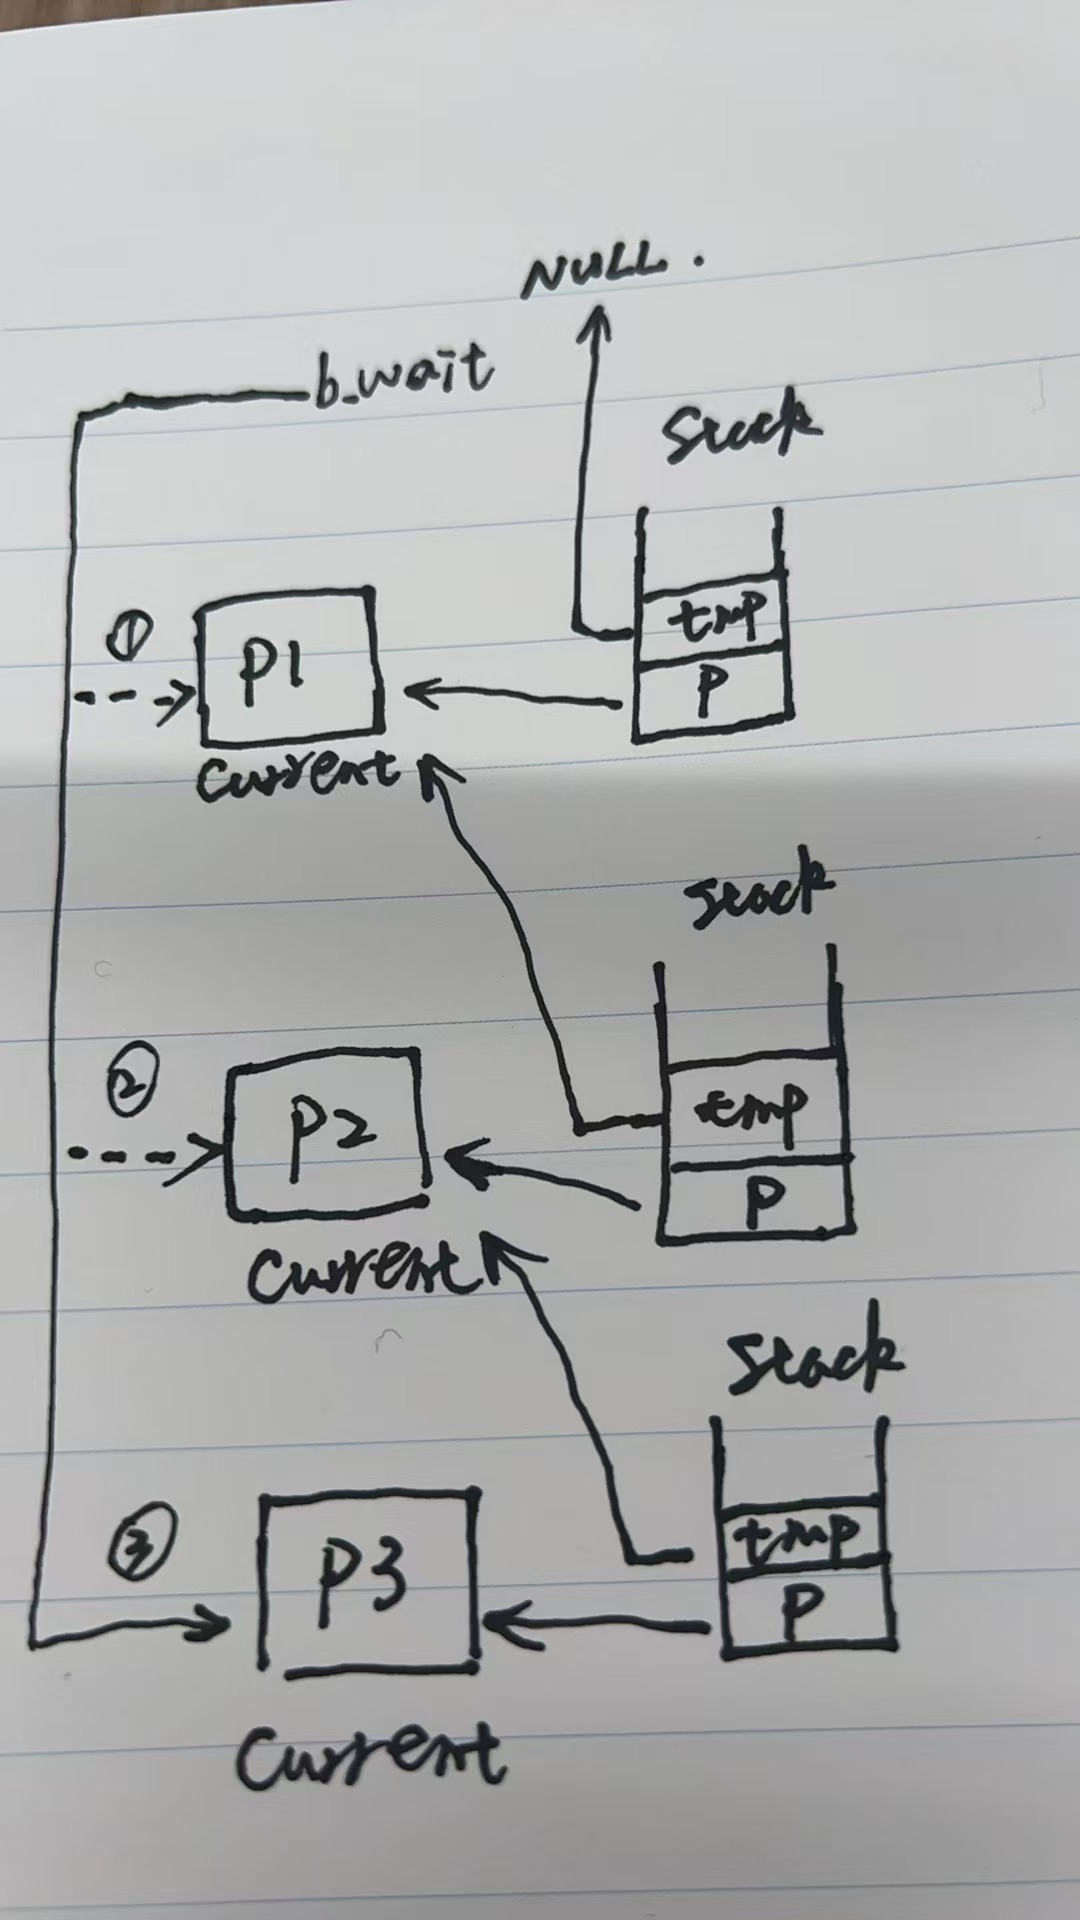 NULL.
b_wait
Stack
①
P1
tmp
P
Current
stack
②
P2
tmp
P
Current
Stack
③
P3
tmp
P
Current